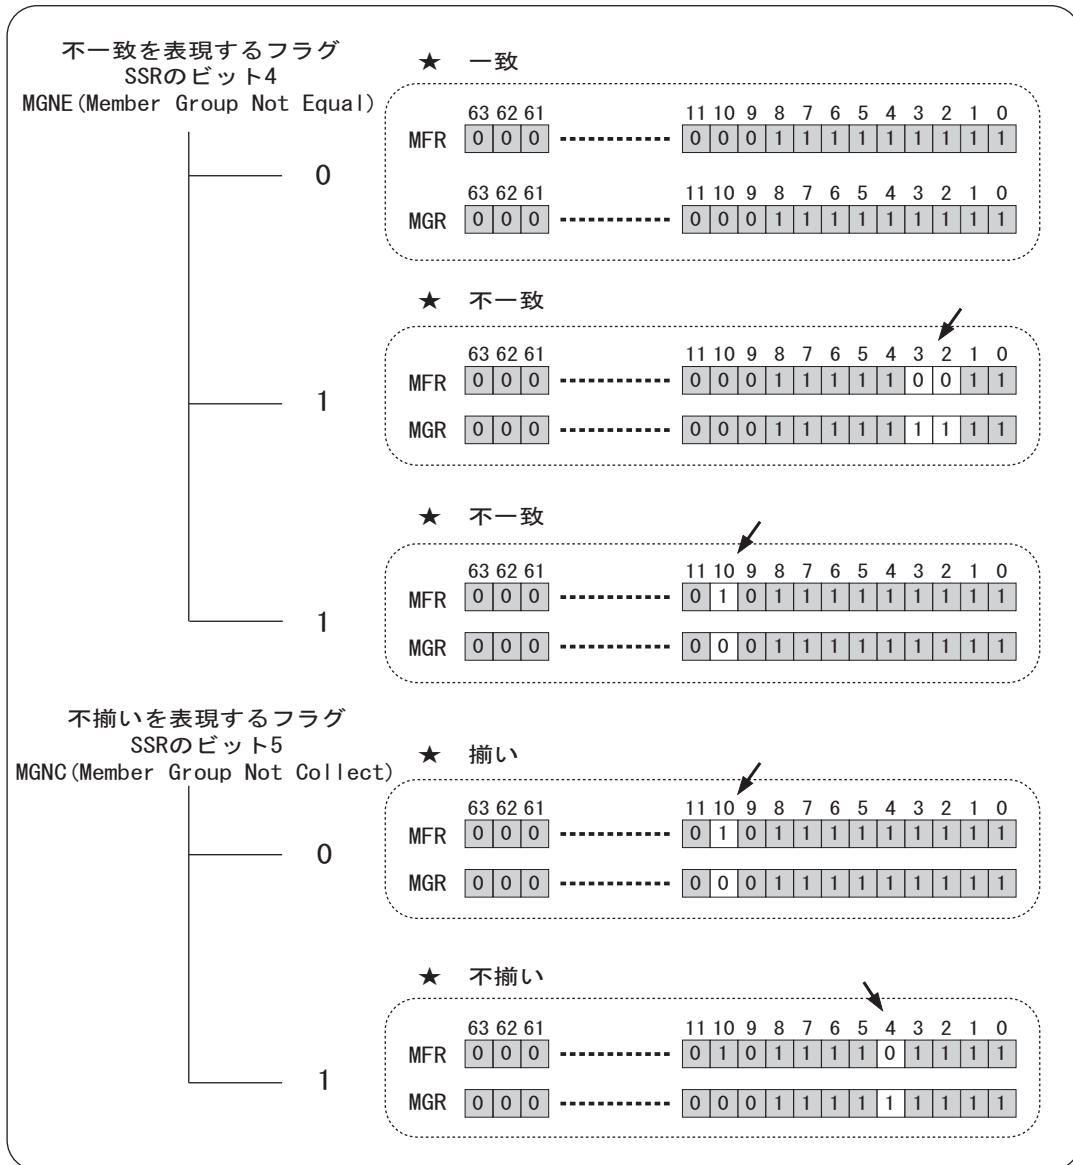 不一致を表現するフラグ
SSRのビット4
MGNE(Member Group Not Equal)
0
★ 一致
63 62 61 11 10 9 8 7 6 5 4 3 2 1 0
MFR 0 0 0 0 0 0 1 1 1 1 1 1 1 1 1
63 62 61 11 10 9 8 7 6 5 4 3 2 1 0
MGR 0 0 0 0 0 0 1 1 1 1 1 1 1 1 1
1
★ 不一致
63 62 61 11 10 9 8 7 6 5 4 3 2 1 0
MFR 0 0 0 0 0 0 1 1 1 1 1 0 0 1 1
MGR 0 0 0 0 0 0 1 1 1 1 1 1 1 1 1
1
★ 不一致
63 62 61 11 10 9 8 7 6 5 4 3 2 1 0
MFR 0 0 0 0 1 0 1 1 1 1 1 1 1 1 1
MGR 0 0 0 0 0 0 1 1 1 1 1 1 1 1 1
不揃いを表現するフラグ
SSRのビット5
MGNC(Member Group Not Collect)
0
★ 揃い
63 62 61 11 10 9 8 7 6 5 4 3 2 1 0
MFR 0 0 0 0 1 0 1 1 1 1 1 1 1 1 1
MGR 0 0 0 0 0 0 1 1 1 1 1 1 1 1 1
1
★ 不揃い
63 62 61 11 10 9 8 7 6 5 4 3 2 1 0
MFR 0 0 0 0 1 0 1 1 1 1 0 1 1 1 1
MGR 0 0 0 0 0 0 1 1 1 1 1 1 1 1 1